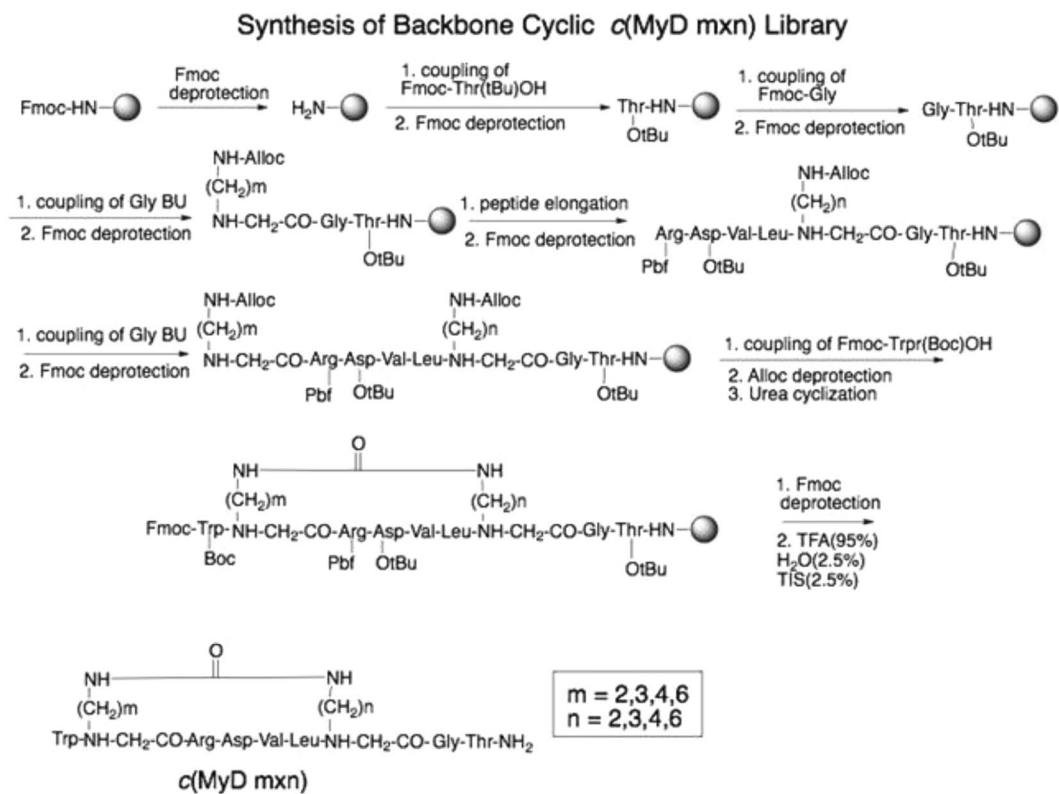 Synthesis of Backbone Cyclic c(MyD mxn) Library
Fmoc-HN
Fmoc
deprotection
H₂N
1. coupling of
Fmoc-Thr(tBu)OH
2. Fmoc deprotection
Thr-HN
OtBu
1. coupling of
Fmoc-Gly
2. Fmoc deprotection
Gly-Thr-HN
OtBu
1. coupling of Gly BU
2. Fmoc deprotection
NH-Alloc
(CH₂)m
NH-CH₂-CO-Gly-Thr-HN
OtBu
1. peptide elongation
2. Fmoc deprotection
NH-Alloc
(CH₂)n
Arg-Asp-Val-Leu-NH-CH₂-CO-Gly-Thr-HN
Pbf OtBu OtBu
1. coupling of Gly BU
2. Fmoc deprotection
NH-Alloc NH-Alloc
(CH₂)m (CH₂)n
NH-CH₂-CO-Arg-Asp-Val-Leu-NH-CH₂-CO-Gly-Thr-HN
Pbf OtBu OtBu
1. coupling of Fmoc-Trpr(Boc)OH
2. Alloc deprotection
3. Urea cyclization
O
NH NH
(CH₂)m (CH₂)n
Fmoc-Trp-NH-CH₂-CO-Arg-Asp-Val-Leu-NH-CH₂-CO-Gly-Thr-HN
Boc Pbf OtBu OtBu
1. Fmoc
deprotection
2. TFA(95%)
H₂O(2.5%)
TIS(2.5%)
O
NH NH
(CH₂)m (CH₂)n
Trp-NH-CH₂-CO-Arg-Asp-Val-Leu-NH-CH₂-CO-Gly-Thr-NH₂
c(MyD mxn)
m = 2,3,4,6
n = 2,3,4,6